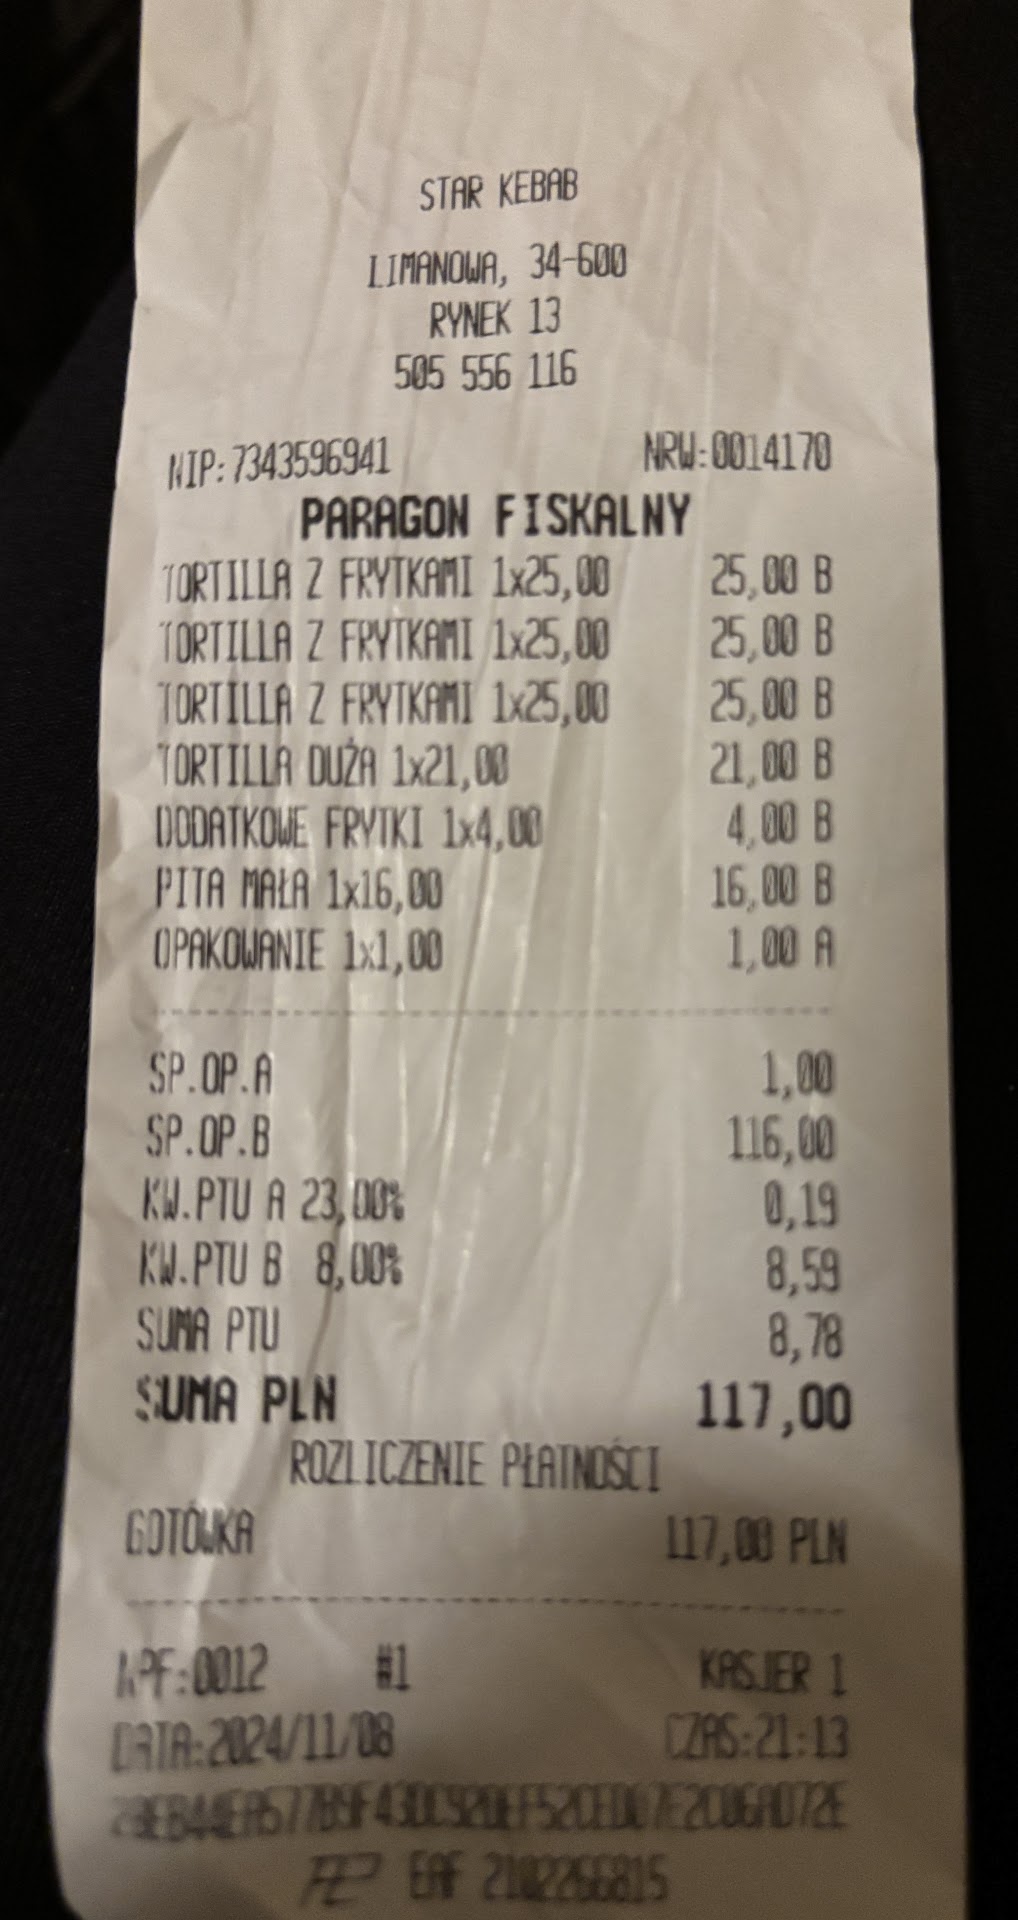 STAR KEBAB
LIMANOWA, 34-600
RYNEK 13
505 556 116
NIP:7343596941 NRW:0014170
PARAGON FISKALNY
TORTILLA Z FRYTKAMI 1x25,00 25,00 B
TORTILLA Z FRYTKAMI 1x25,00 25,00 B
TORTILLA Z FRYTKAMI 1x25,00 25,00 B
TORTILLA DUŻA 1x21,00 21,00 B
DODATKOWE FRYTKI 1x4,00 4,00 B
PITA MAŁA 1x16,00 16,00 B
OPAKOWANIE 1x1,00 1,00 A
SP.OP.A 1,00
SP.OP.B 116,00
KW.PTU A 23,00% 0,19
KW.PTU B 8,00% 8,59
SUMA PTU 8,78
SUMA PLN 117,00
ROZLICZENIE PŁATNOŚCI
GOTÓWKA 117,00 PLN
NPF:0012 #1 KASJER 1
DATA:2024/11/08 CZAS:21:13
EAF 2102266815